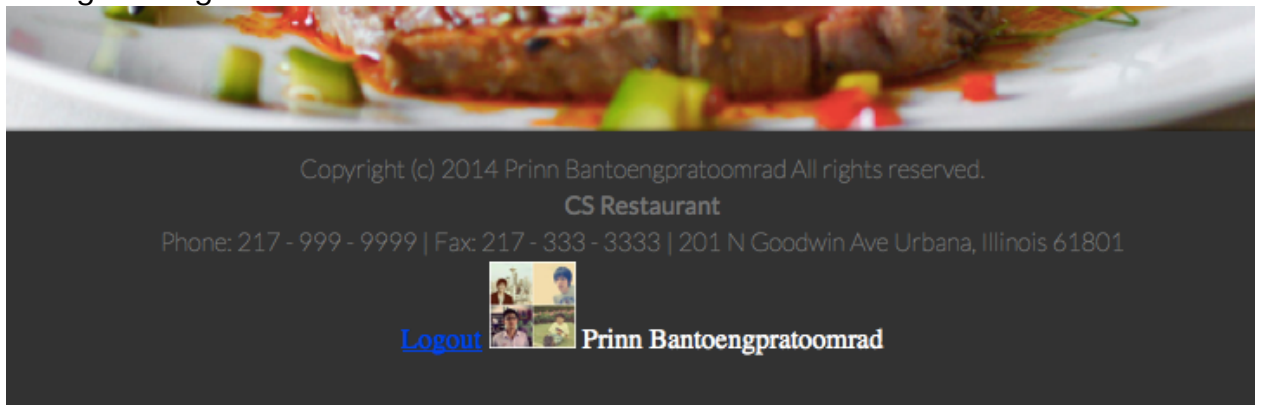 Copyright (c) 2014 Prinn Bantoengpratoomrad All rights reserved.
CS Restaurant
Phone: 217 - 999 - 9999 | Fax: 217 - 333 - 3333 | 201 N Goodwin Ave Urbana, Illinois 61801
Logout Prinn Bantoengpratoomrad